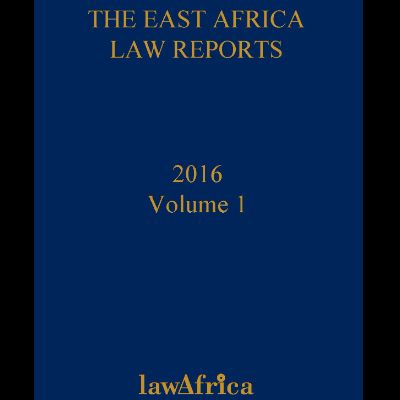 THE EAST AFRICA
LAW REPORTS
2016
Volume 1
lawAfrica